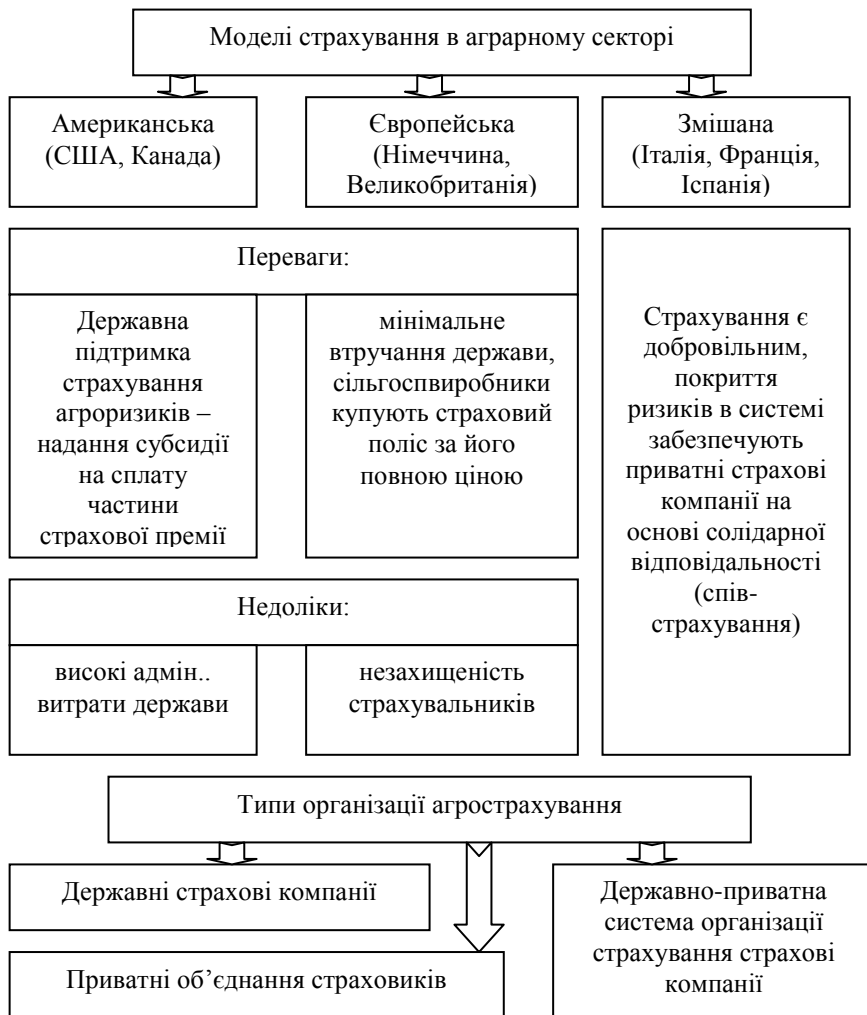 Моделі страхування в аграрному секторі
Американська
(США, Канада)
Європейська
(Німеччина,
Великобританія)
Змішана
(Італія, Франція,
Іспанія)
Переваги:
Державна
підтримка
страхування
агроризиків –
надання субсидії
на сплату
частини
страхової премії
мінімальне
втручання держави,
сільгоспвиробники
купують страховий
поліс за його
повною ціною
Страхування є
добровільним,
покриття
ризиків в системі
забезпечують
приватні страхові
компанії на
основі солідарної
відповідальності
(спів-
страхування)
Недоліки:
високі адмін..
витрати держави
незахищеність
страхувальників
Типи організації агрострахування
Державні страхові компанії
Приватні об’єднання страховиків
Державно-приватна
система організації
страхування страхові
компанії